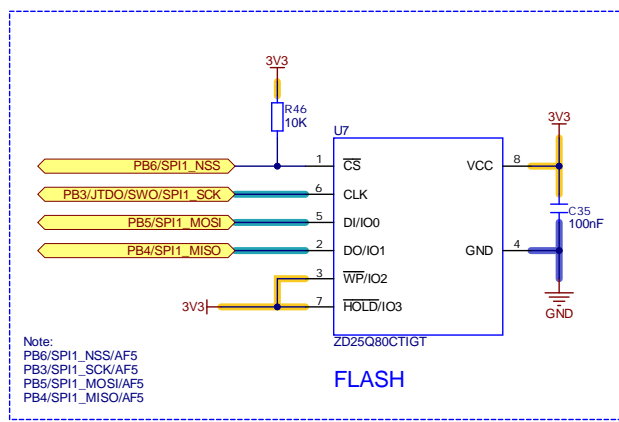 3V3
R46
10K
U7
3V3
PB6/SPI1_NSS
1
CS
VCC
8
PB3/JTDO/SWO/SPI1_SCK
6
CLK
C35
100nF
PB5/SPI1_MOSI
5
DI/IO0
PB4/SPI1_MISO
2
DO/IO1
GND
4
3
WP/IO2
3V3
7
HOLD/IO3
GND
ZD25Q80CTIGT
Note:
PB6/SPI1_NSS/AF5
PB3/SPI1_SCK/AF5
PB5/SPI1_MOSI/AF5
PB4/SPI1_MISO/AF5
FLASH